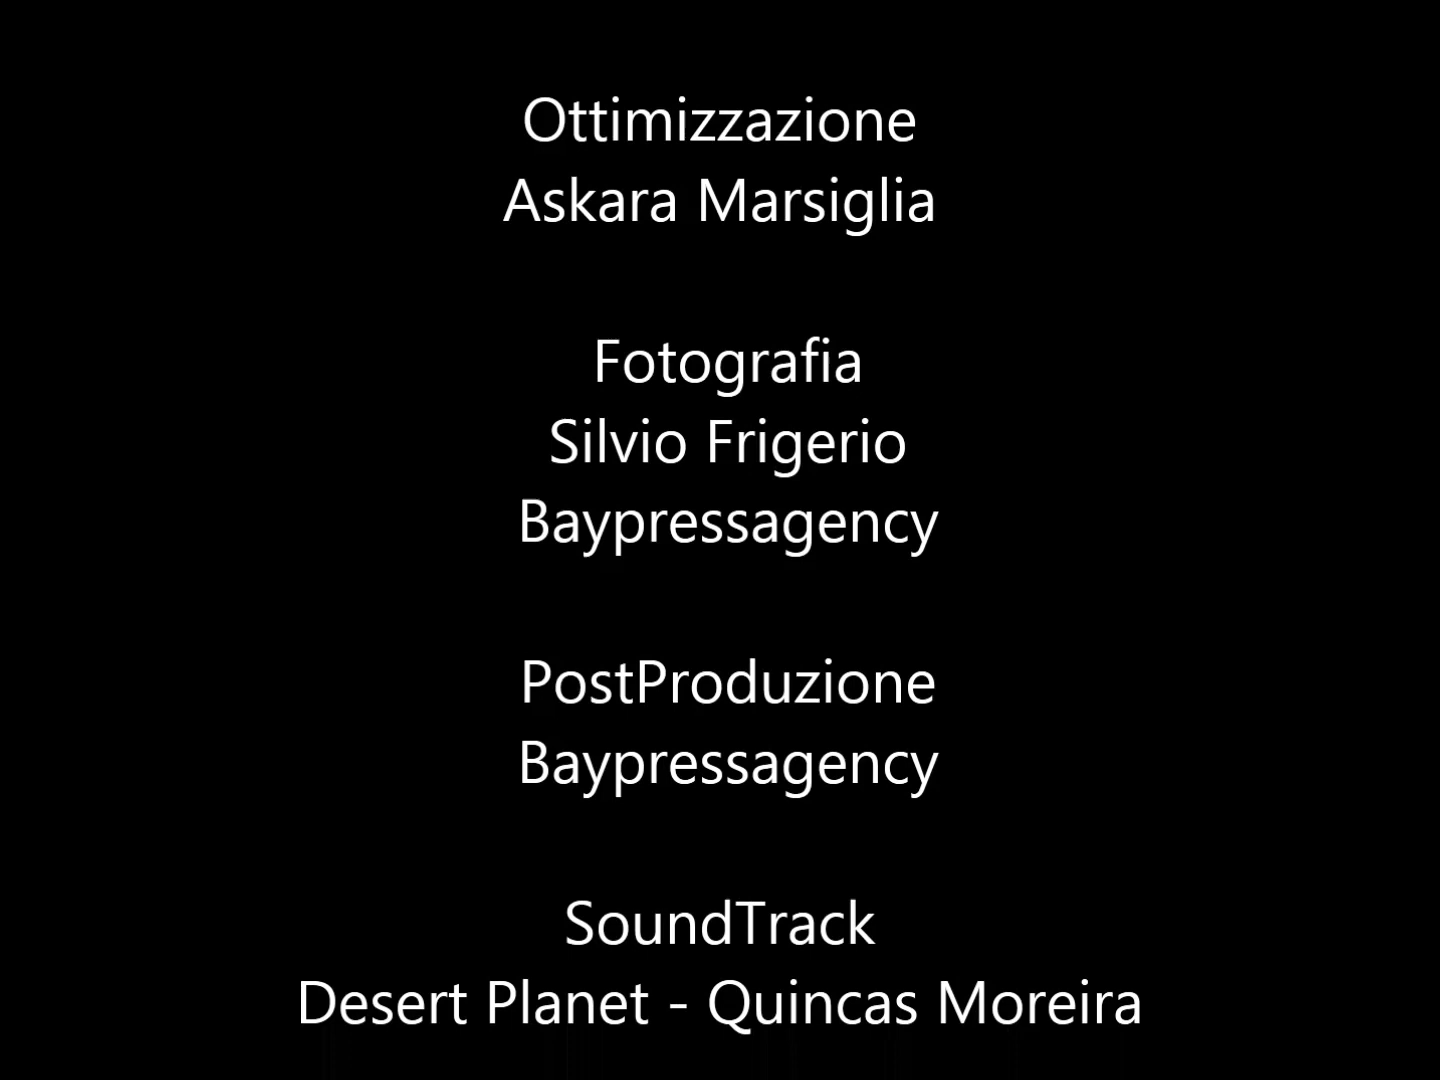 Ottimizzazione
Askara Marsiglia
Fotografia
Silvio Frigerio
Baypressagency
PostProduzione
Baypressagency
SoundTrack
Desert Planet - Quincas Moreira